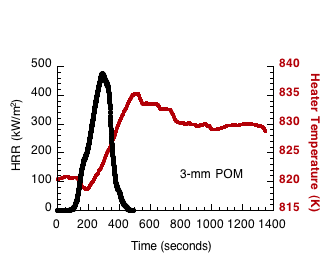 500 840
400 835
300 830
200 825
100 820
0 815
0 200 400 600 800 1000 1200 1400
HRR (kW/m²)
Heater Temperature (K)
3-mm POM
Time (seconds)